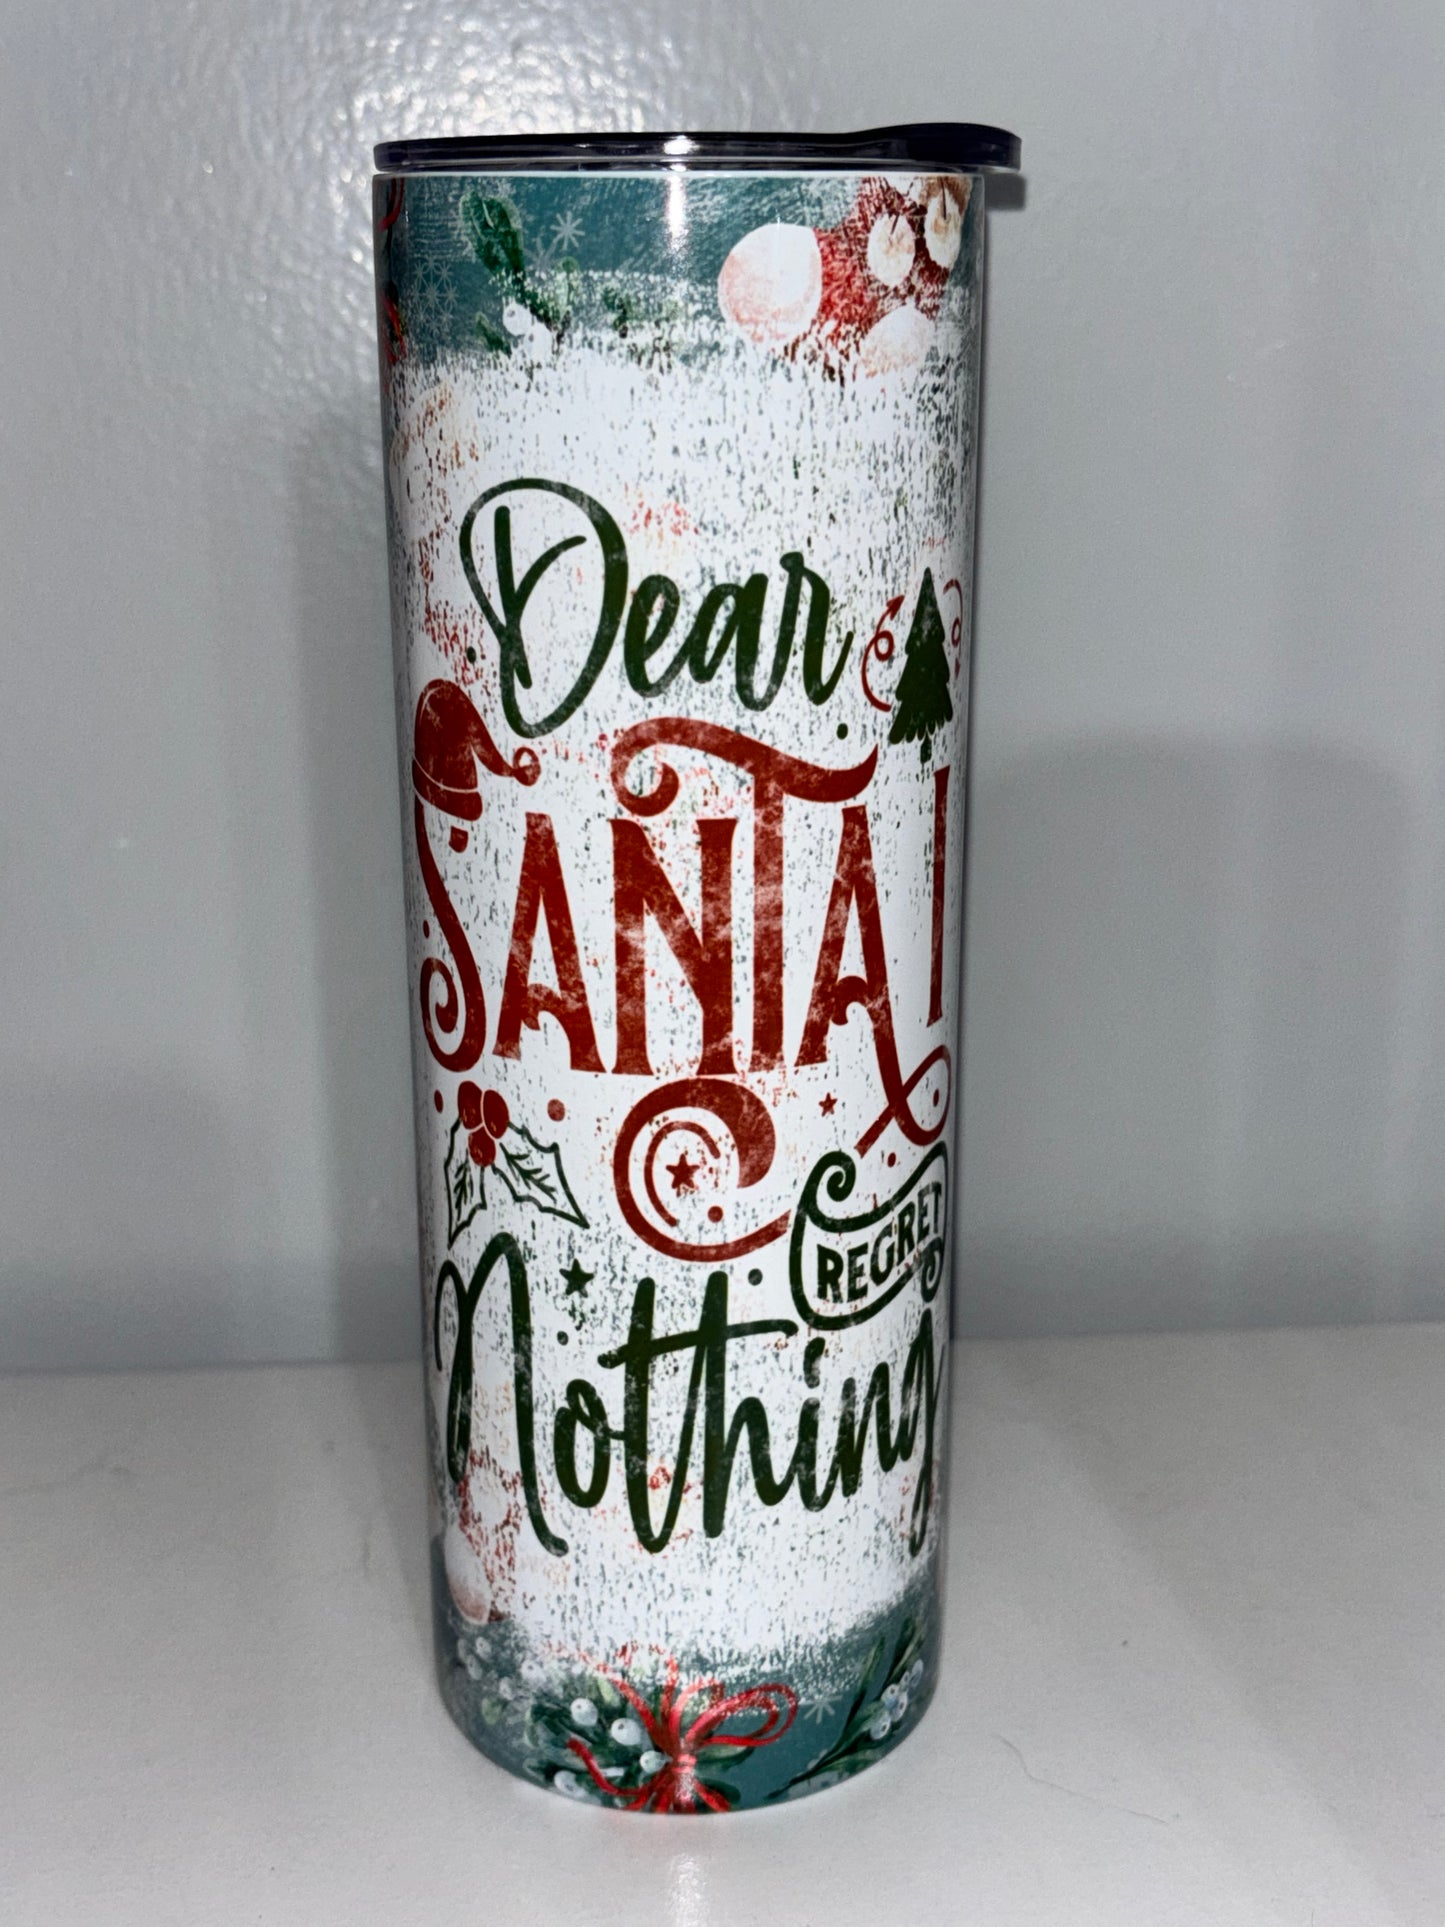 Dear
SANTA I
REGRET
Nothing